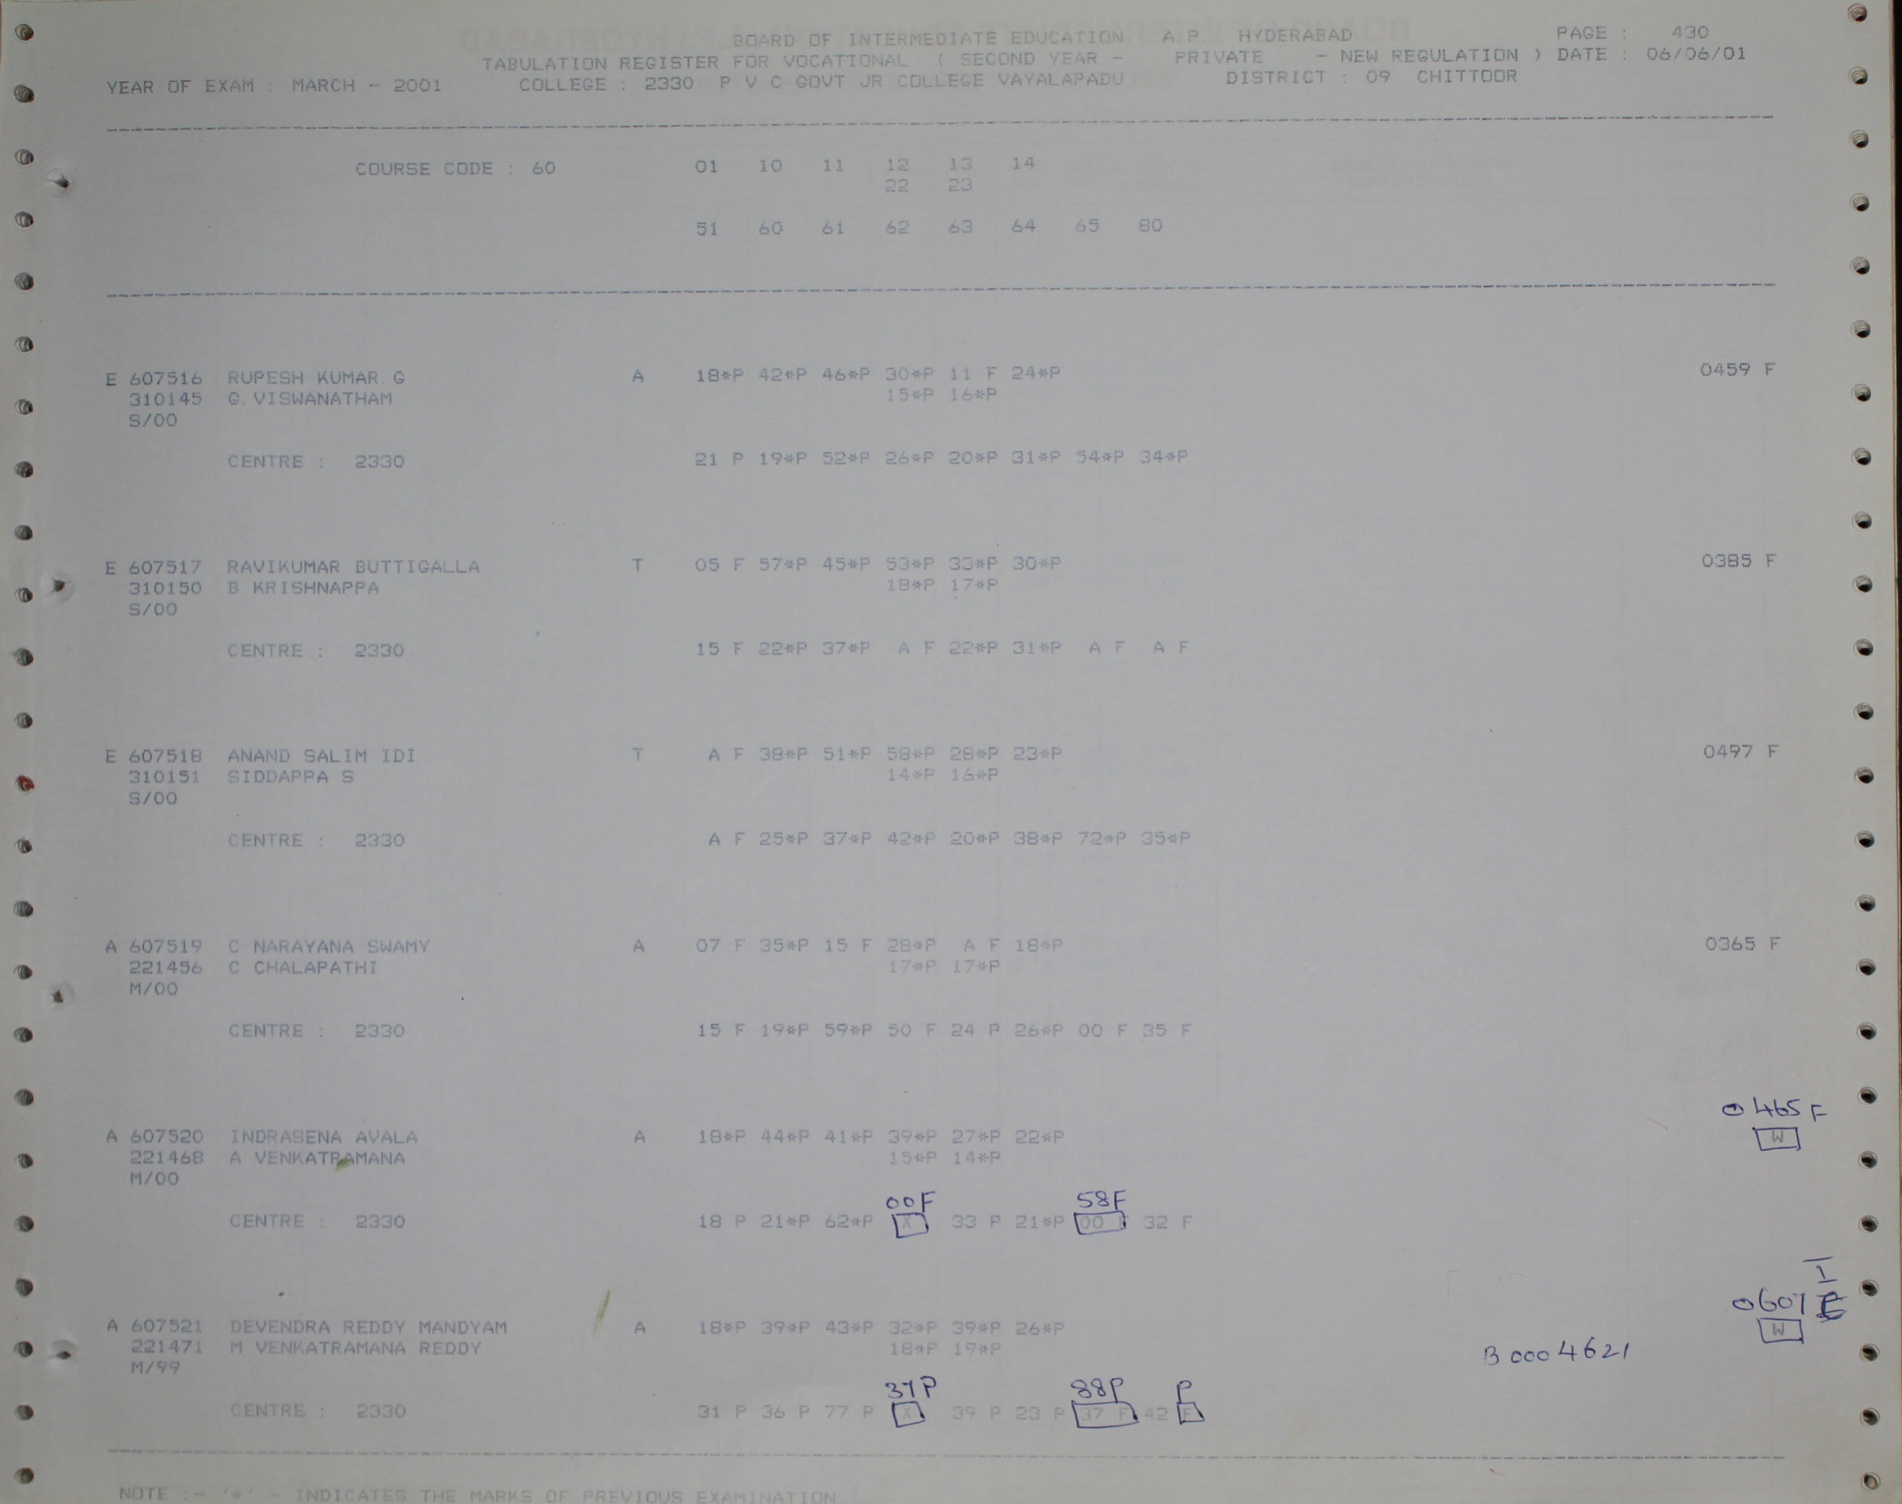 BOARD OF INTERMEDIATE EDUCATION A P. HYDERABAD PAGE : 430
TABULATION REGISTER FOR VOCATIONAL ( SECOND YEAR - PRIVATE - NEW REGULATION ) DATE : 06/06/01
YEAR OF EXAM : MARCH - 2001 COLLEGE : 2330 P V C GOVT JR COLLEGE VAYALAPADU DISTRICT : 09 CHITTOOR
COURSE CODE : 60 01 10 11 12 13 14
22 23
51 60 61 62 63 64 65 80
E 607516 RUPESH KUMAR G A 18*P 42*P 46*P 30*P 11 F 24*P 0459 F
310145 G. VISWANATHAM 15*P 16*P
S/00
CENTRE : 2330 21 P 19*P 52*P 26*P 20*P 31*P 54*P 34*P
E 607517 RAVIKUMAR BUTTIGALLA T 05 F 57*P 45*P 53*P 33*P 30*P 0385 F
310150 B KRISHNAPPA 18*P 17*P
S/00
CENTRE : 2330 15 F 22*P 37*P A F 22*P 31*P A F A F
E 607518 ANAND SALIM IDI T A F 38*P 51*P 58*P 28*P 23*P 0497 F
310151 SIDDAPPA S 14*P 16*P
S/00
CENTRE : 2330 A F 25*P 37*P 42*P 20*P 38*P 72*P 35*P
A 607519 C NARAYANA SWAMY A 07 F 35*P 15 F 28*P A F 18*P 0365 F
221456 C CHALAPATHI 17*P 17*P
M/00
CENTRE : 2330 15 F 19*P 59*P 50 F 24 P 26*P 00 F 35 F
0465 F
A 607520 INDRASENA AVALA A 18*P 44*P 41*P 39*P 27*P 22*P W
221468 A VENKATRAMANA 15*P 14*P
M/00
00F 58F
CENTRE : 2330 18 P 21*P 62*P X 33 P 21*P 00 F 32 F
I
0607
A 607521 DEVENDRA REDDY MANDYAM A 18*P 39*P 43*P 32*P 39*P 26*P W
221471 M VENKATRAMANA REDDY 18*P 19*P B 0004621
M/99
37P 88P P
CENTRE : 2330 31 P 36 P 77 P X 39 P 23 P 37 F 42 F
NOTE :- '*' - INDICATES THE MARKS OF PREVIOUS EXAMINATION